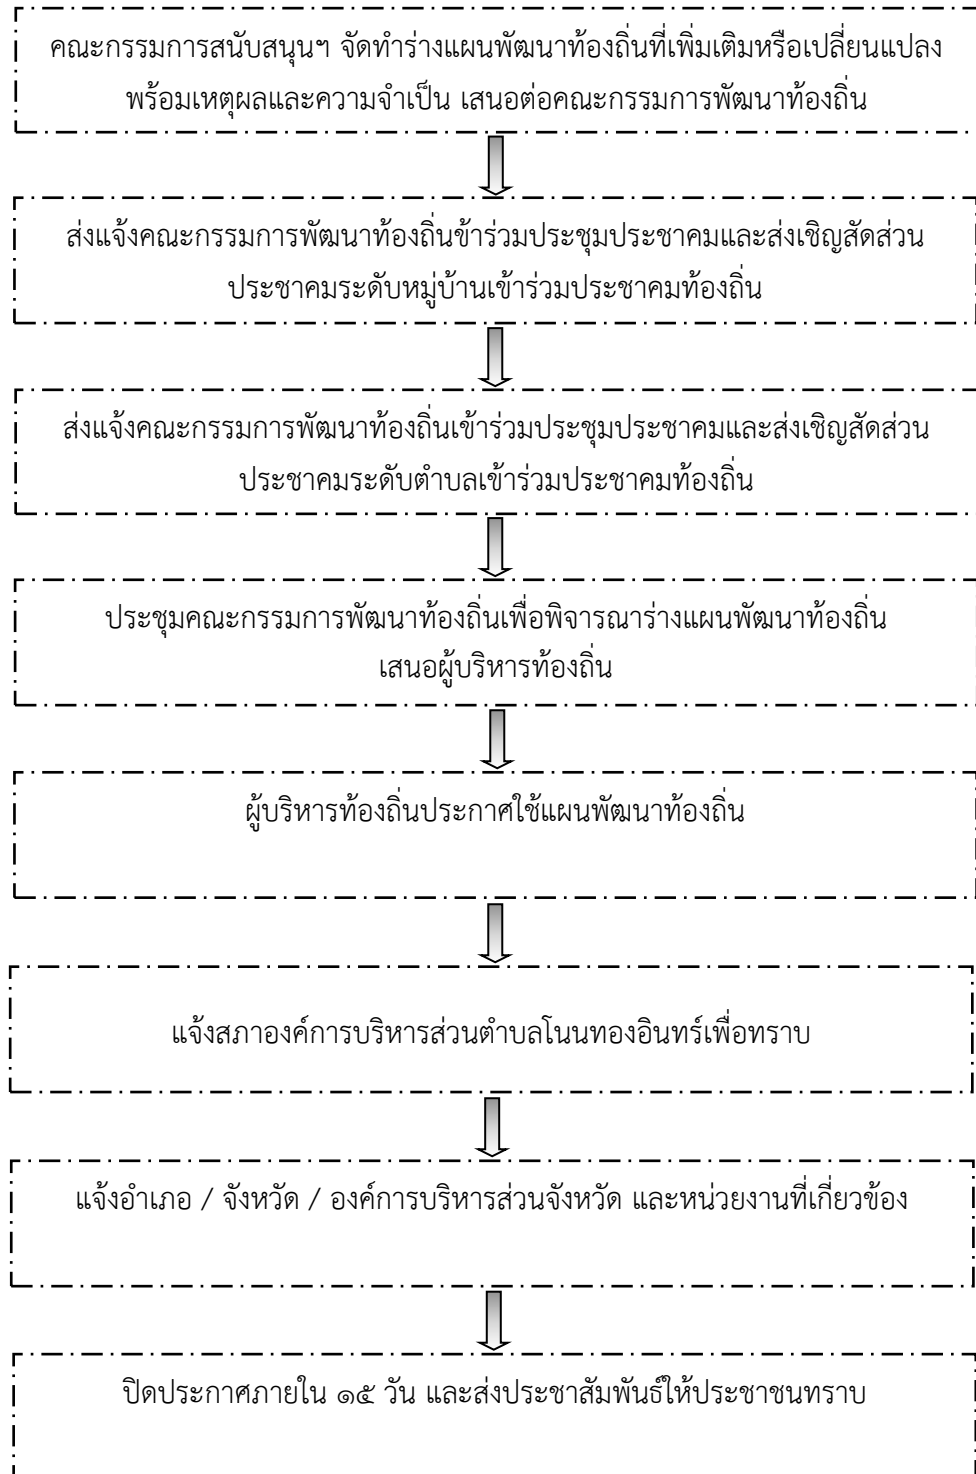 คณะกรรมการสนับสนุนฯ จัดทำร่างแผนพัฒนาท้องถิ่นที่เพิ่มเติมหรือเปลี่ยนแปลง
พร้อมเหตุผลและความจำเป็น เสนอต่อคณะกรรมการพัฒนาท้องถิ่น
ส่งแจ้งคณะกรรมการพัฒนาท้องถิ่นข้าร่วมประชุมประชาคมและส่งเชิญสัดส่วน
ประชาคมระดับหมู่บ้านเข้าร่วมประชาคมท้องถิ่น
ส่งแจ้งคณะกรรมการพัฒนาท้องถิ่นเข้าร่วมประชุมประชาคมและส่งเชิญสัดส่วน
ประชาคมระดับตำบลเข้าร่วมประชาคมท้องถิ่น
ประชุมคณะกรรมการพัฒนาท้องถิ่นเพื่อพิจารณาร่างแผนพัฒนาท้องถิ่น
เสนอผู้บริหารท้องถิ่น
ผู้บริหารท้องถิ่นประกาศใช้แผนพัฒนาท้องถิ่น
แจ้งสภาองค์การบริหารส่วนตำบลโนนทองอินทร์เพื่อทราบ
แจ้งอำเภอ / จังหวัด / องค์การบริหารส่วนจังหวัด และหน่วยงานที่เกี่ยวข้อง
ปิดประกาศภายใน ๑๕ วัน และส่งประชาสัมพันธ์ให้ประชาชนทราบ